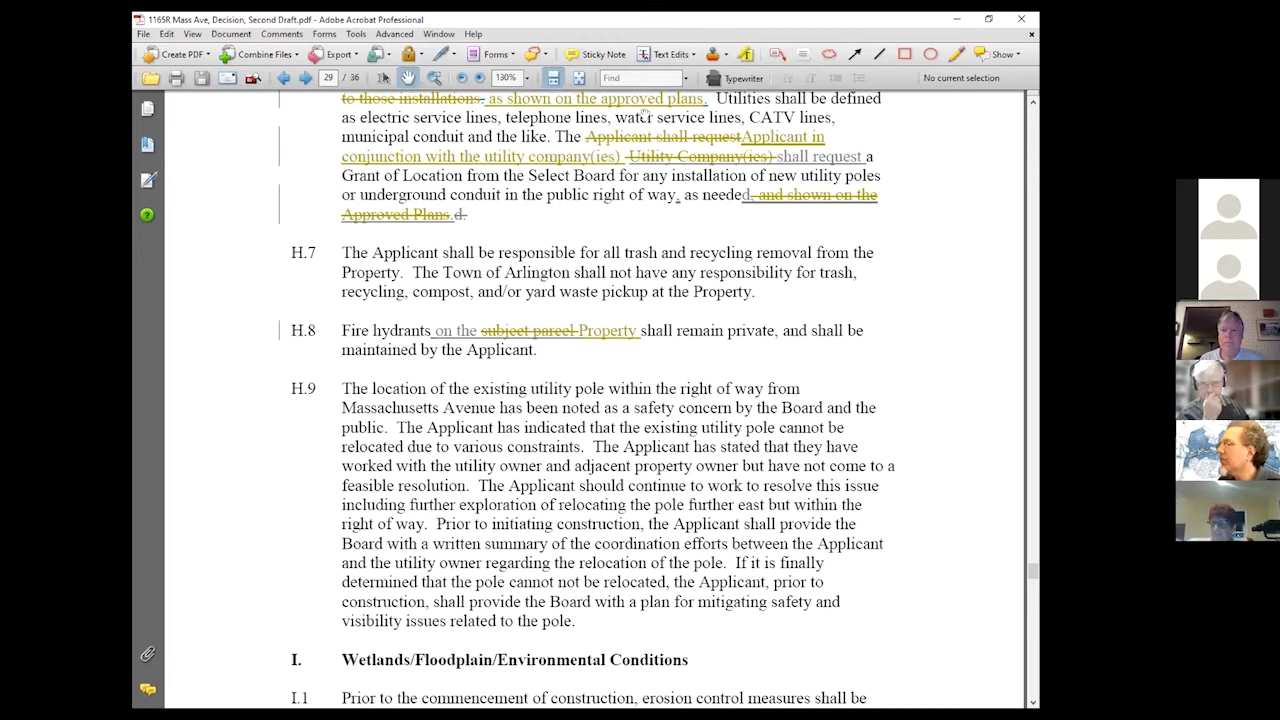 1165R Mass Ave, Decision, Second Draft.pdf - Adobe Acrobat Professional
File Edit View Document Comments Forms Tools Advanced Window Help
Create PDF Combine Files Export Forms Sticky Note Text Edits Show
29 / 36 130% Find Typewriter No current selection
to those installations. as shown on the approved plans. Utilities shall be defined
as electric service lines, telephone lines, water service lines, CATV lines,
municipal conduit and the like. The Applicant shall requestApplicant in
conjunction with the utility company(ies) Utility Company(ies) shall request a
Grant of Location from the Select Board for any installation of new utility poles
or underground conduit in the public right of way, as needed, and shown on the
Approved Plans.d.
H.7 The Applicant shall be responsible for all trash and recycling removal from the
Property. The Town of Arlington shall not have any responsibility for trash,
recycling, compost, and/or yard waste pickup at the Property.
H.8 Fire hydrants on the subject parcel Property shall remain private, and shall be
maintained by the Applicant.
H.9 The location of the existing utility pole within the right of way from
Massachusetts Avenue has been noted as a safety concern by the Board and the
public. The Applicant has indicated that the existing utility pole cannot be
relocated due to various constraints. The Applicant has stated that they have
worked with the utility owner and adjacent property owner but have not come to a
feasible resolution. The Applicant should continue to work to resolve this issue
including further exploration of relocating the pole further east but within the
right of way. Prior to initiating construction, the Applicant shall provide the
Board with a written summary of the coordination efforts between the Applicant
and the utility owner regarding the relocation of the pole. If it is finally
determined that the pole cannot not be relocated, the Applicant, prior to
construction, shall provide the Board with a plan for mitigating safety and
visibility issues related to the pole.
I. Wetlands/Floodplain/Environmental Conditions
I.1 Prior to the commencement of construction, erosion control measures shall be